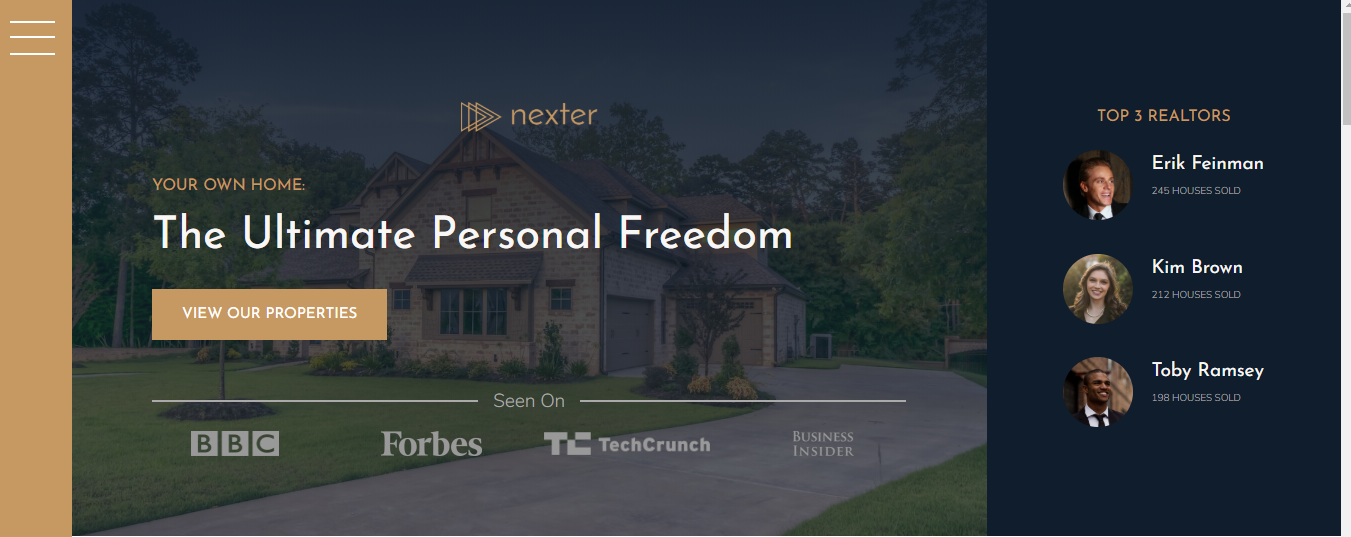 nexter
YOUR OWN HOME:
The Ultimate Personal Freedom
VIEW OUR PROPERTIES
Seen On
BBC
Forbes
TC TechCrunch
BUSINESS
INSIDER
TOP 3 REALTORS
Erik Feinman
245 HOUSES SOLD
Kim Brown
212 HOUSES SOLD
Toby Ramsey
198 HOUSES SOLD